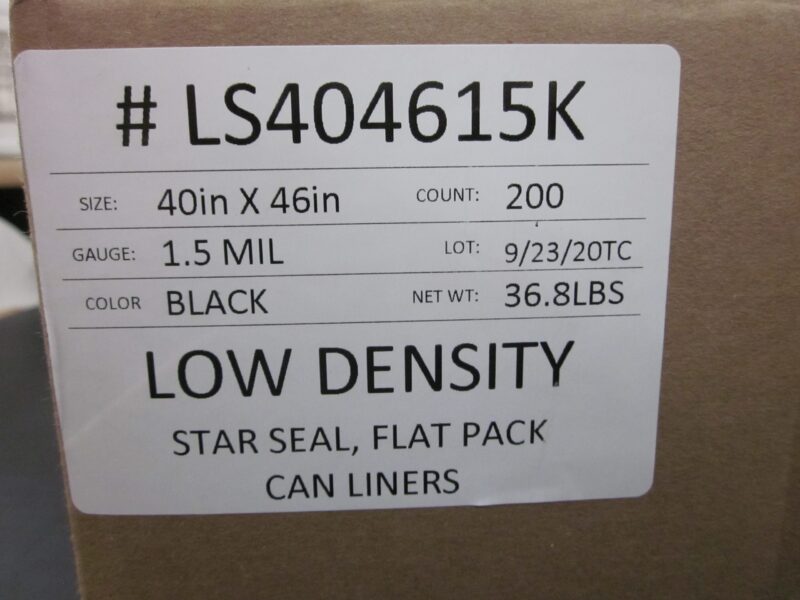 # LS404615K
SIZE: 40in X 46in COUNT: 200
GAUGE: 1.5 MIL LOT: 9/23/20TC
COLOR BLACK NET WT: 36.8LBS
LOW DENSITY
STAR SEAL, FLAT PACK
CAN LINERS